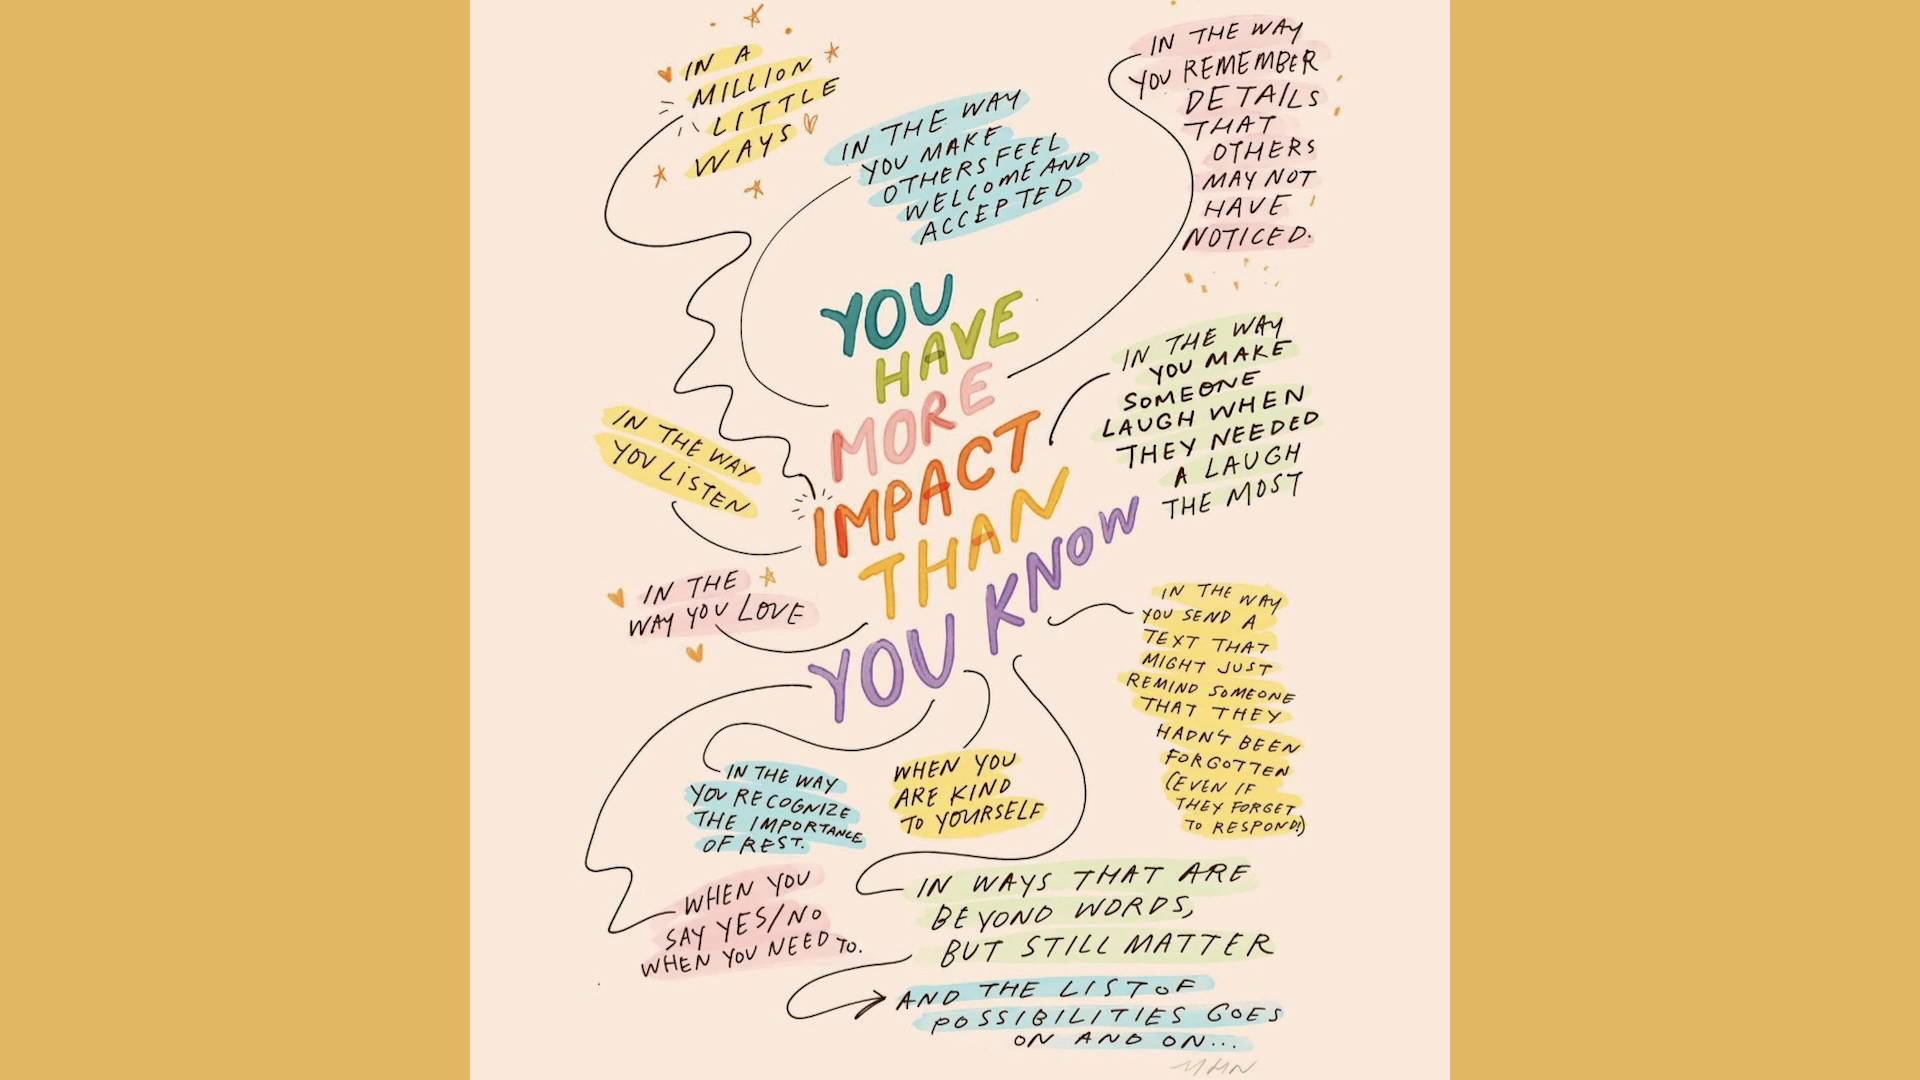 IN A
MILLION
LITTLE
WAYS
IN THE WAY
YOU MAKE
OTHERS FEEL
WELCOME AND
ACCEPTED
IN THE WAY
YOU REMEMBER
DETAILS
THAT
OTHERS
MAY NOT
HAVE
NOTICED.
YOU
HAVE
MORE
IMPACT
THAN
YOU KNOW
IN THE WAY
YOU MAKE
SOMEONE
LAUGH WHEN
THEY NEEDED
A LAUGH
THE MOST
IN THE WAY
YOU LISTEN
IN THE
WAY YOU LOVE
IN THE WAY
YOU SEND A
TEXT THAT
MIGHT JUST
REMIND SOMEONE
THAT THEY
HADN'T BEEN
FORGOTTEN
(EVEN IF
THEY FORGET
TO RESPOND!)
IN THE WAY
YOU RECOGNIZE
THE IMPORTANCE
OF REST.
WHEN YOU
ARE KIND
TO YOURSELF
WHEN YOU
SAY YES/NO
WHEN YOU NEED TO.
IN WAYS THAT ARE
BEYOND WORDS,
BUT STILL MATTER
AND THE LIST OF
POSSIBILITIES GOES
ON AND ON...
MHN